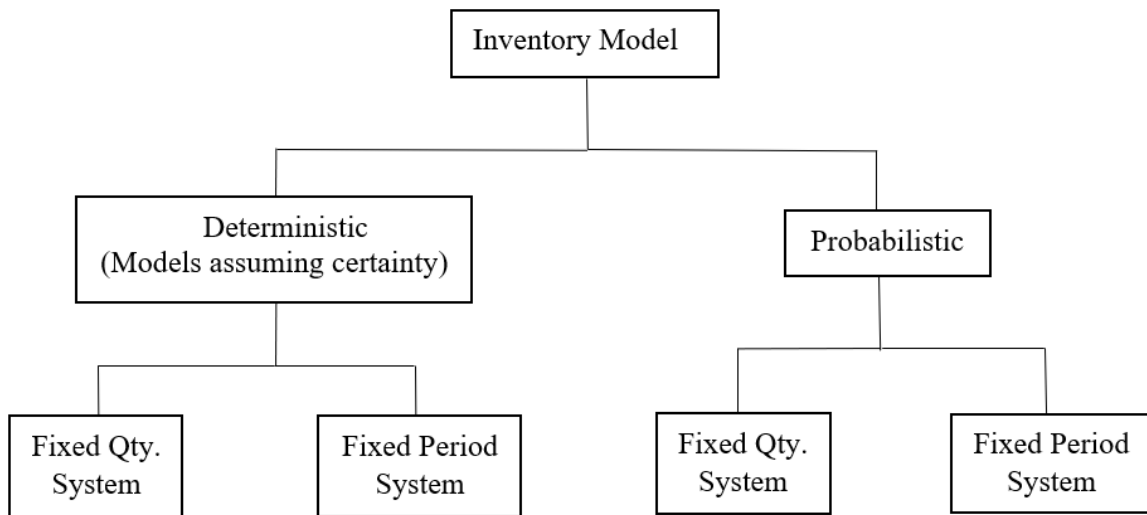 Inventory Model
Deterministic
(Models assuming certainty)
Probabilistic
Fixed Qty.
System
Fixed Period
System
Fixed Qty.
System
Fixed Period
System